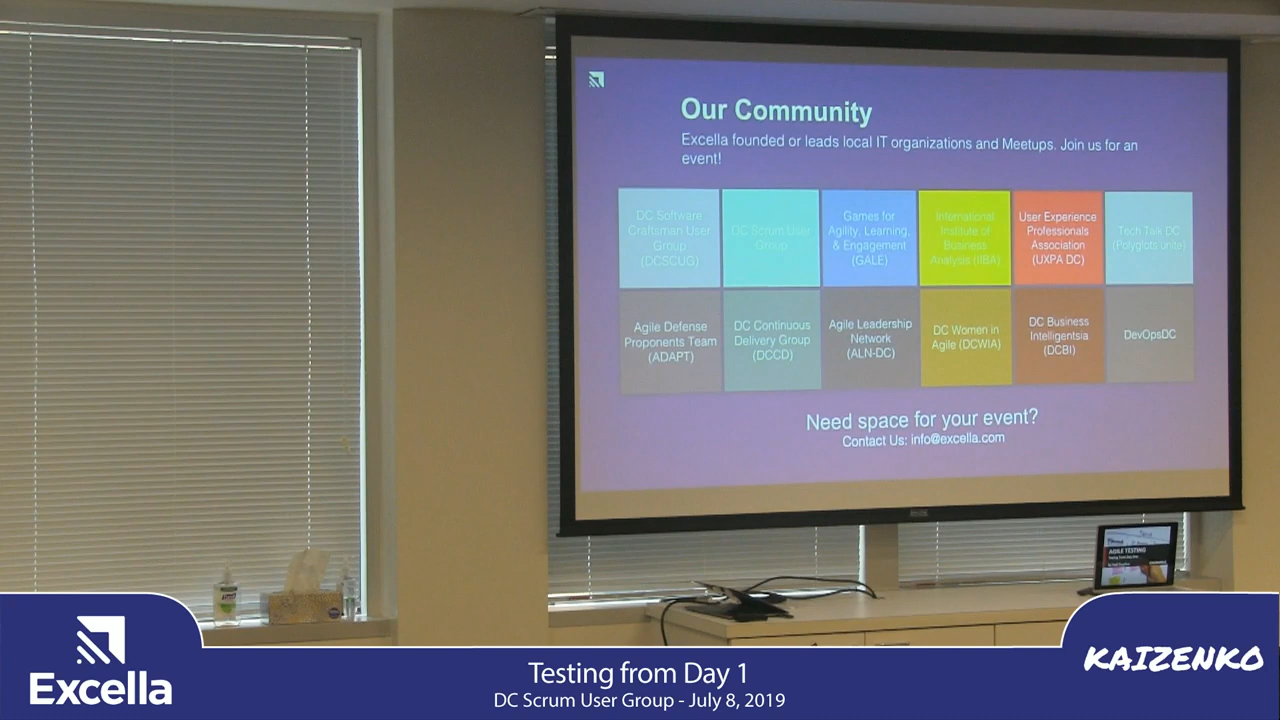 Our Community
Excella founded or leads local IT organizations and Meetups. Join us for an
event!
DC Software
Craftsman User
Group
(DCSCUG)
DC Scrum User
Group
Games for
Agility, Learning,
& Engagement
(GALE)
International
Institute of
Business
Analysis (IIBA)
User Experience
Professionals
Association
(UXPA DC)
Tech Talk DC
(Polyglots unite)
Agile Defense
Proponents Team
(ADAPT)
DC Continuous
Delivery Group
(DCCD)
Agile Leadership
Network
(ALN-DC)
DC Women in
Agile (DCWIA)
DC Business
Intelligentsia
(DCBI)
DevOpsDC
Need space for your event?
Contact Us: info@excella.com
AGILE TESTING
Excella
Testing from Day 1
DC Scrum User Group - July 8, 2019
KAIZENKO